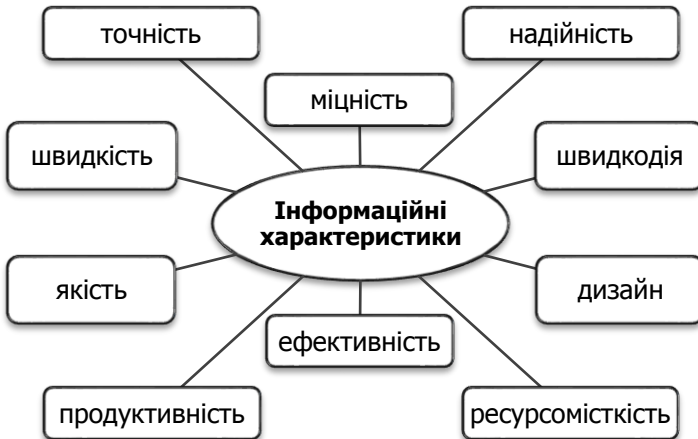 точність
надійність
міцність
швидкість
швидкодія
Інформаційні
характеристики
якість
дизайн
ефективність
продуктивність
ресурсомісткість